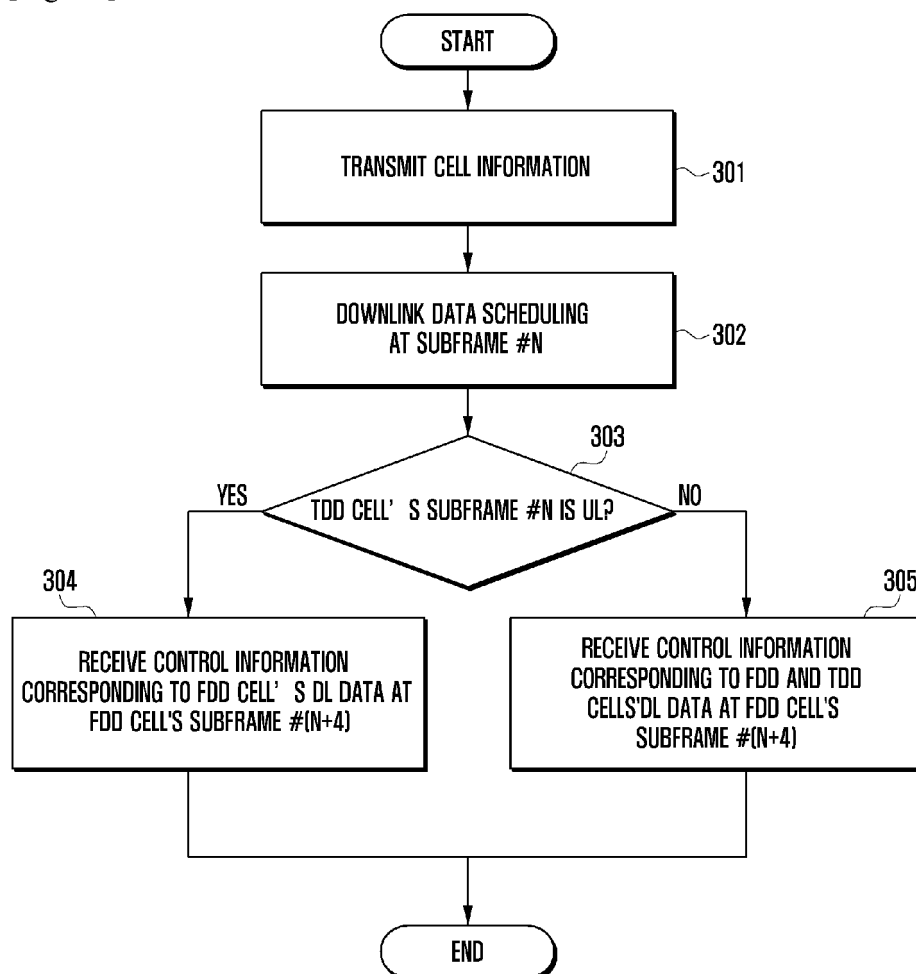 START
TRANSMIT CELL INFORMATION
301
DOWNLINK DATA SCHEDULING
AT SUBFRAME #N
302
303
YES
TDD CELL' S SUBFRAME #N IS UL?
NO
304
RECEIVE CONTROL INFORMATION
CORRESPONDING TO FDD CELL' S DL DATA AT
FDD CELL'S SUBFRAME #(N+4)
305
RECEIVE CONTROL INFORMATION
CORRESPONDING TO FDD AND TDD
CELLS'DL DATA AT FDD CELL'S
SUBFRAME #(N+4)
END